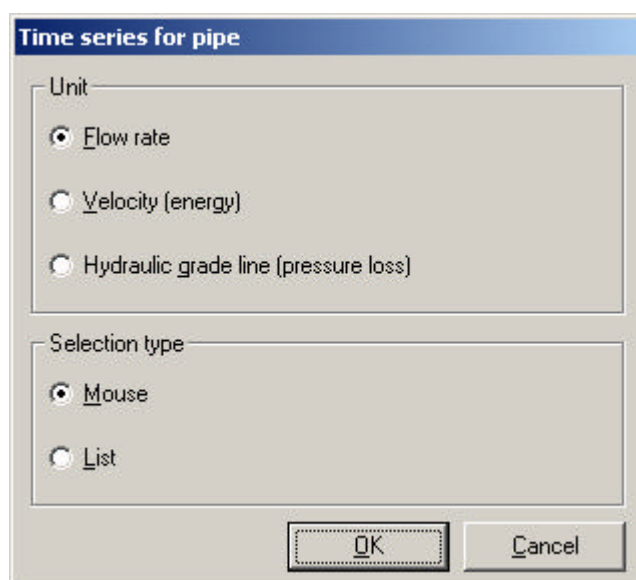 Time series for pipe
Unit
Flow rate
Velocity (energy)
Hydraulic grade line (pressure loss)
Selection type
Mouse
List
OK
Cancel